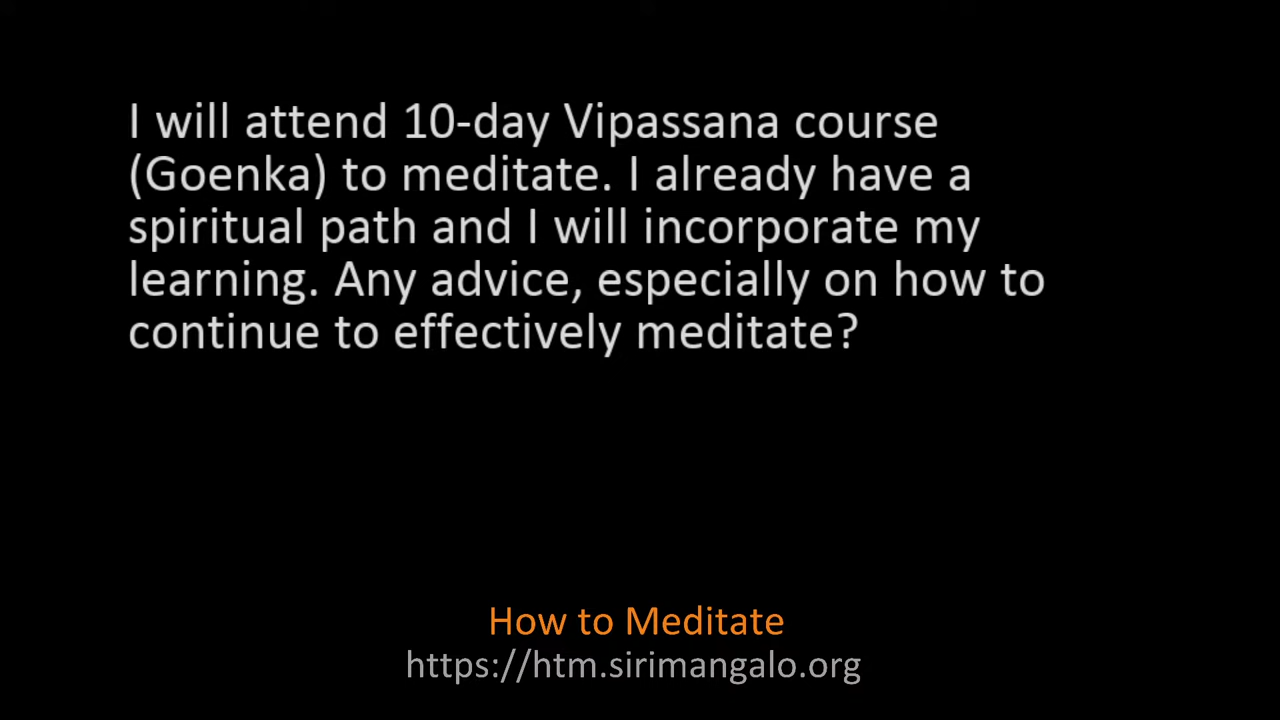 I will attend 10-day Vipassana course
(Goenka) to meditate. I already have a
spiritual path and I will incorporate my
learning. Any advice, especially on how to
continue to effectively meditate?
How to Meditate
https://htm.sirimangalo.org